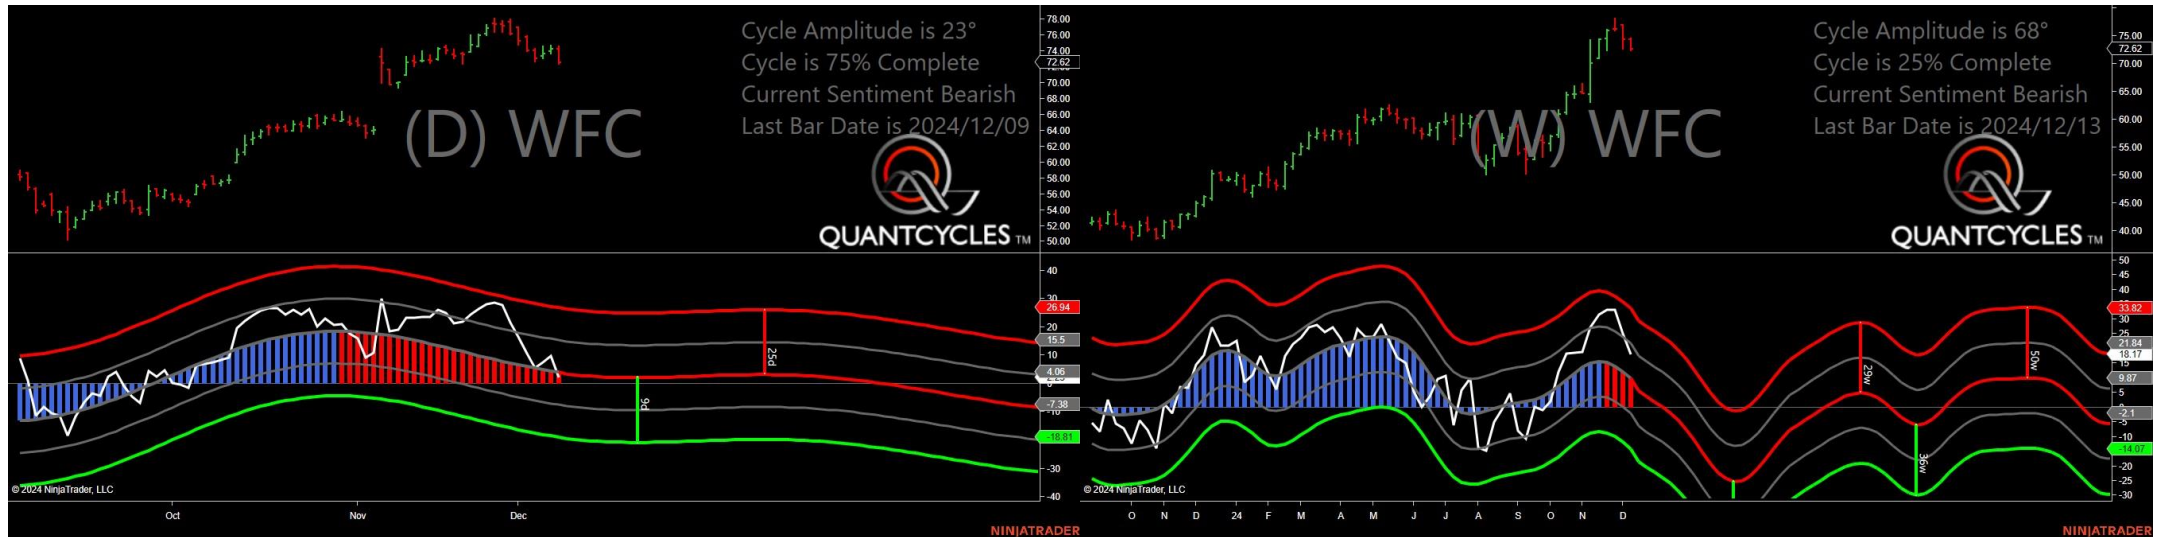 Cycle Amplitude is 23°
Cycle is 75% Complete
Current Sentiment Bearish
Last Bar Date is 2024/12/09
(D) WFC
QUANTCYCLES TM
78.00
76.00
74.00
72.62
70.00
68.00
66.00
64.00
62.00
60.00
58.00
56.00
54.00
52.00
50.00
40
30
26.94
20
15.5
10
4.06
-7.38
-10
-18.81
-30
-40
25d
9d
© 2024 NinjaTrader, LLC
Oct Nov Dec
NINJATRADER
Cycle Amplitude is 68°
Cycle is 25% Complete
Current Sentiment Bearish
Last Bar Date is 2024/12/13
(W) WFC
QUANTCYCLES TM
75.00
72.62
70.00
65.00
60.00
55.00
50.00
45.00
40.00
50
45
40
33.82
30
25
21.84
18.17
15
9.87
5
-2.1
-5
-10
-14.07
-20
-25
-30
29w
50w
36w
© 2024 NinjaTrader, LLC
O N D 24 F M A M J J A S O N D
NINJATRADER